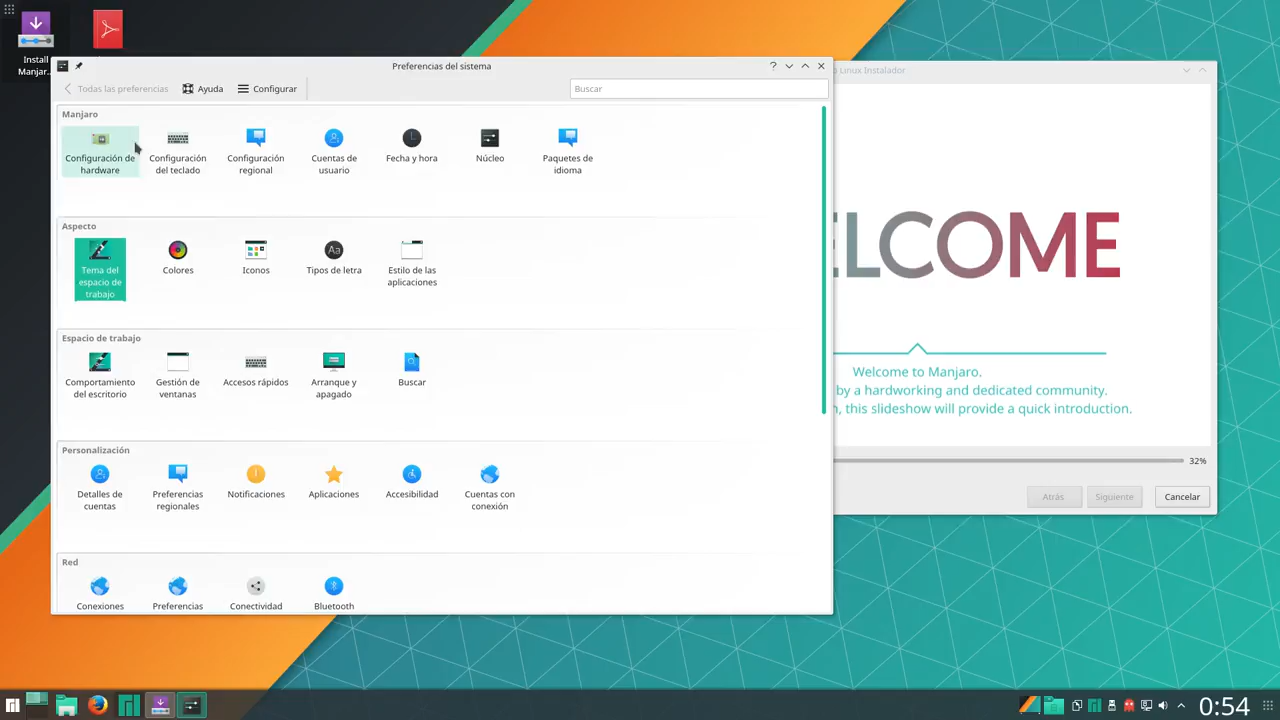 Install
Manjar...
Preferencias del sistema
Todas las preferencias
Ayuda
Configurar
Buscar
Manjaro
Configuración de
hardware
Configuración
del teclado
Configuración
regional
Cuentas de
usuario
Fecha y hora
Núcleo
Paquetes de
idioma
Aspecto
Tema del
espacio de
trabajo
Colores
Iconos
Aa
Tipos de letra
Estilo de las
aplicaciones
Espacio de trabajo
Comportamiento
del escritorio
Gestión de
ventanas
Accesos rápidos
Arranque y
apagado
Buscar
Personalización
Detalles de
cuentas
Preferencias
regionales
Notificaciones
Aplicaciones
Accesibilidad
Cuentas con
conexión
Red
Conexiones
Preferencias
Conectividad
Bluetooth
Linux Instalador
ELCOME
Welcome to Manjaro.
by a hardworking and dedicated community.
, this slideshow will provide a quick introduction.
32%
Atrás
Siguiente
Cancelar
0:54